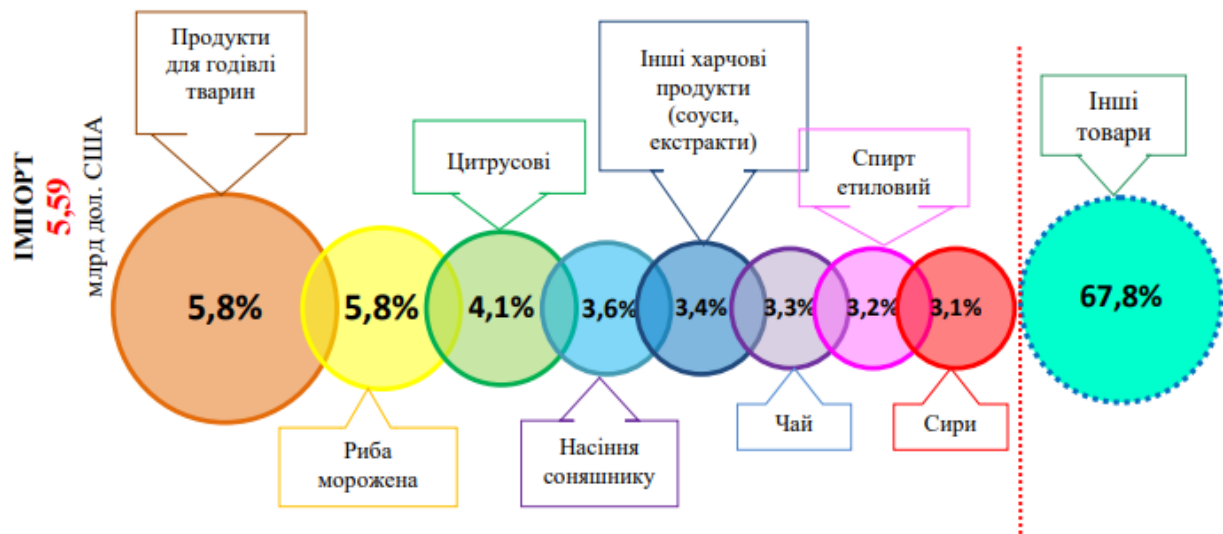 Продукти
для годівлі
тварин
Інші харчові
продукти
(соуси,
екстракти)
Інші
товари
Цитрусові
Спирт
етиловий
ІМПОРТ
5,59
млрд дол. США
5,8%
5,8%
4,1%
3,6%
3,4%
3,3%
3,2%
3,1%
67,8%
Риба
морожена
Насіння
соняшнику
Чай
Сири